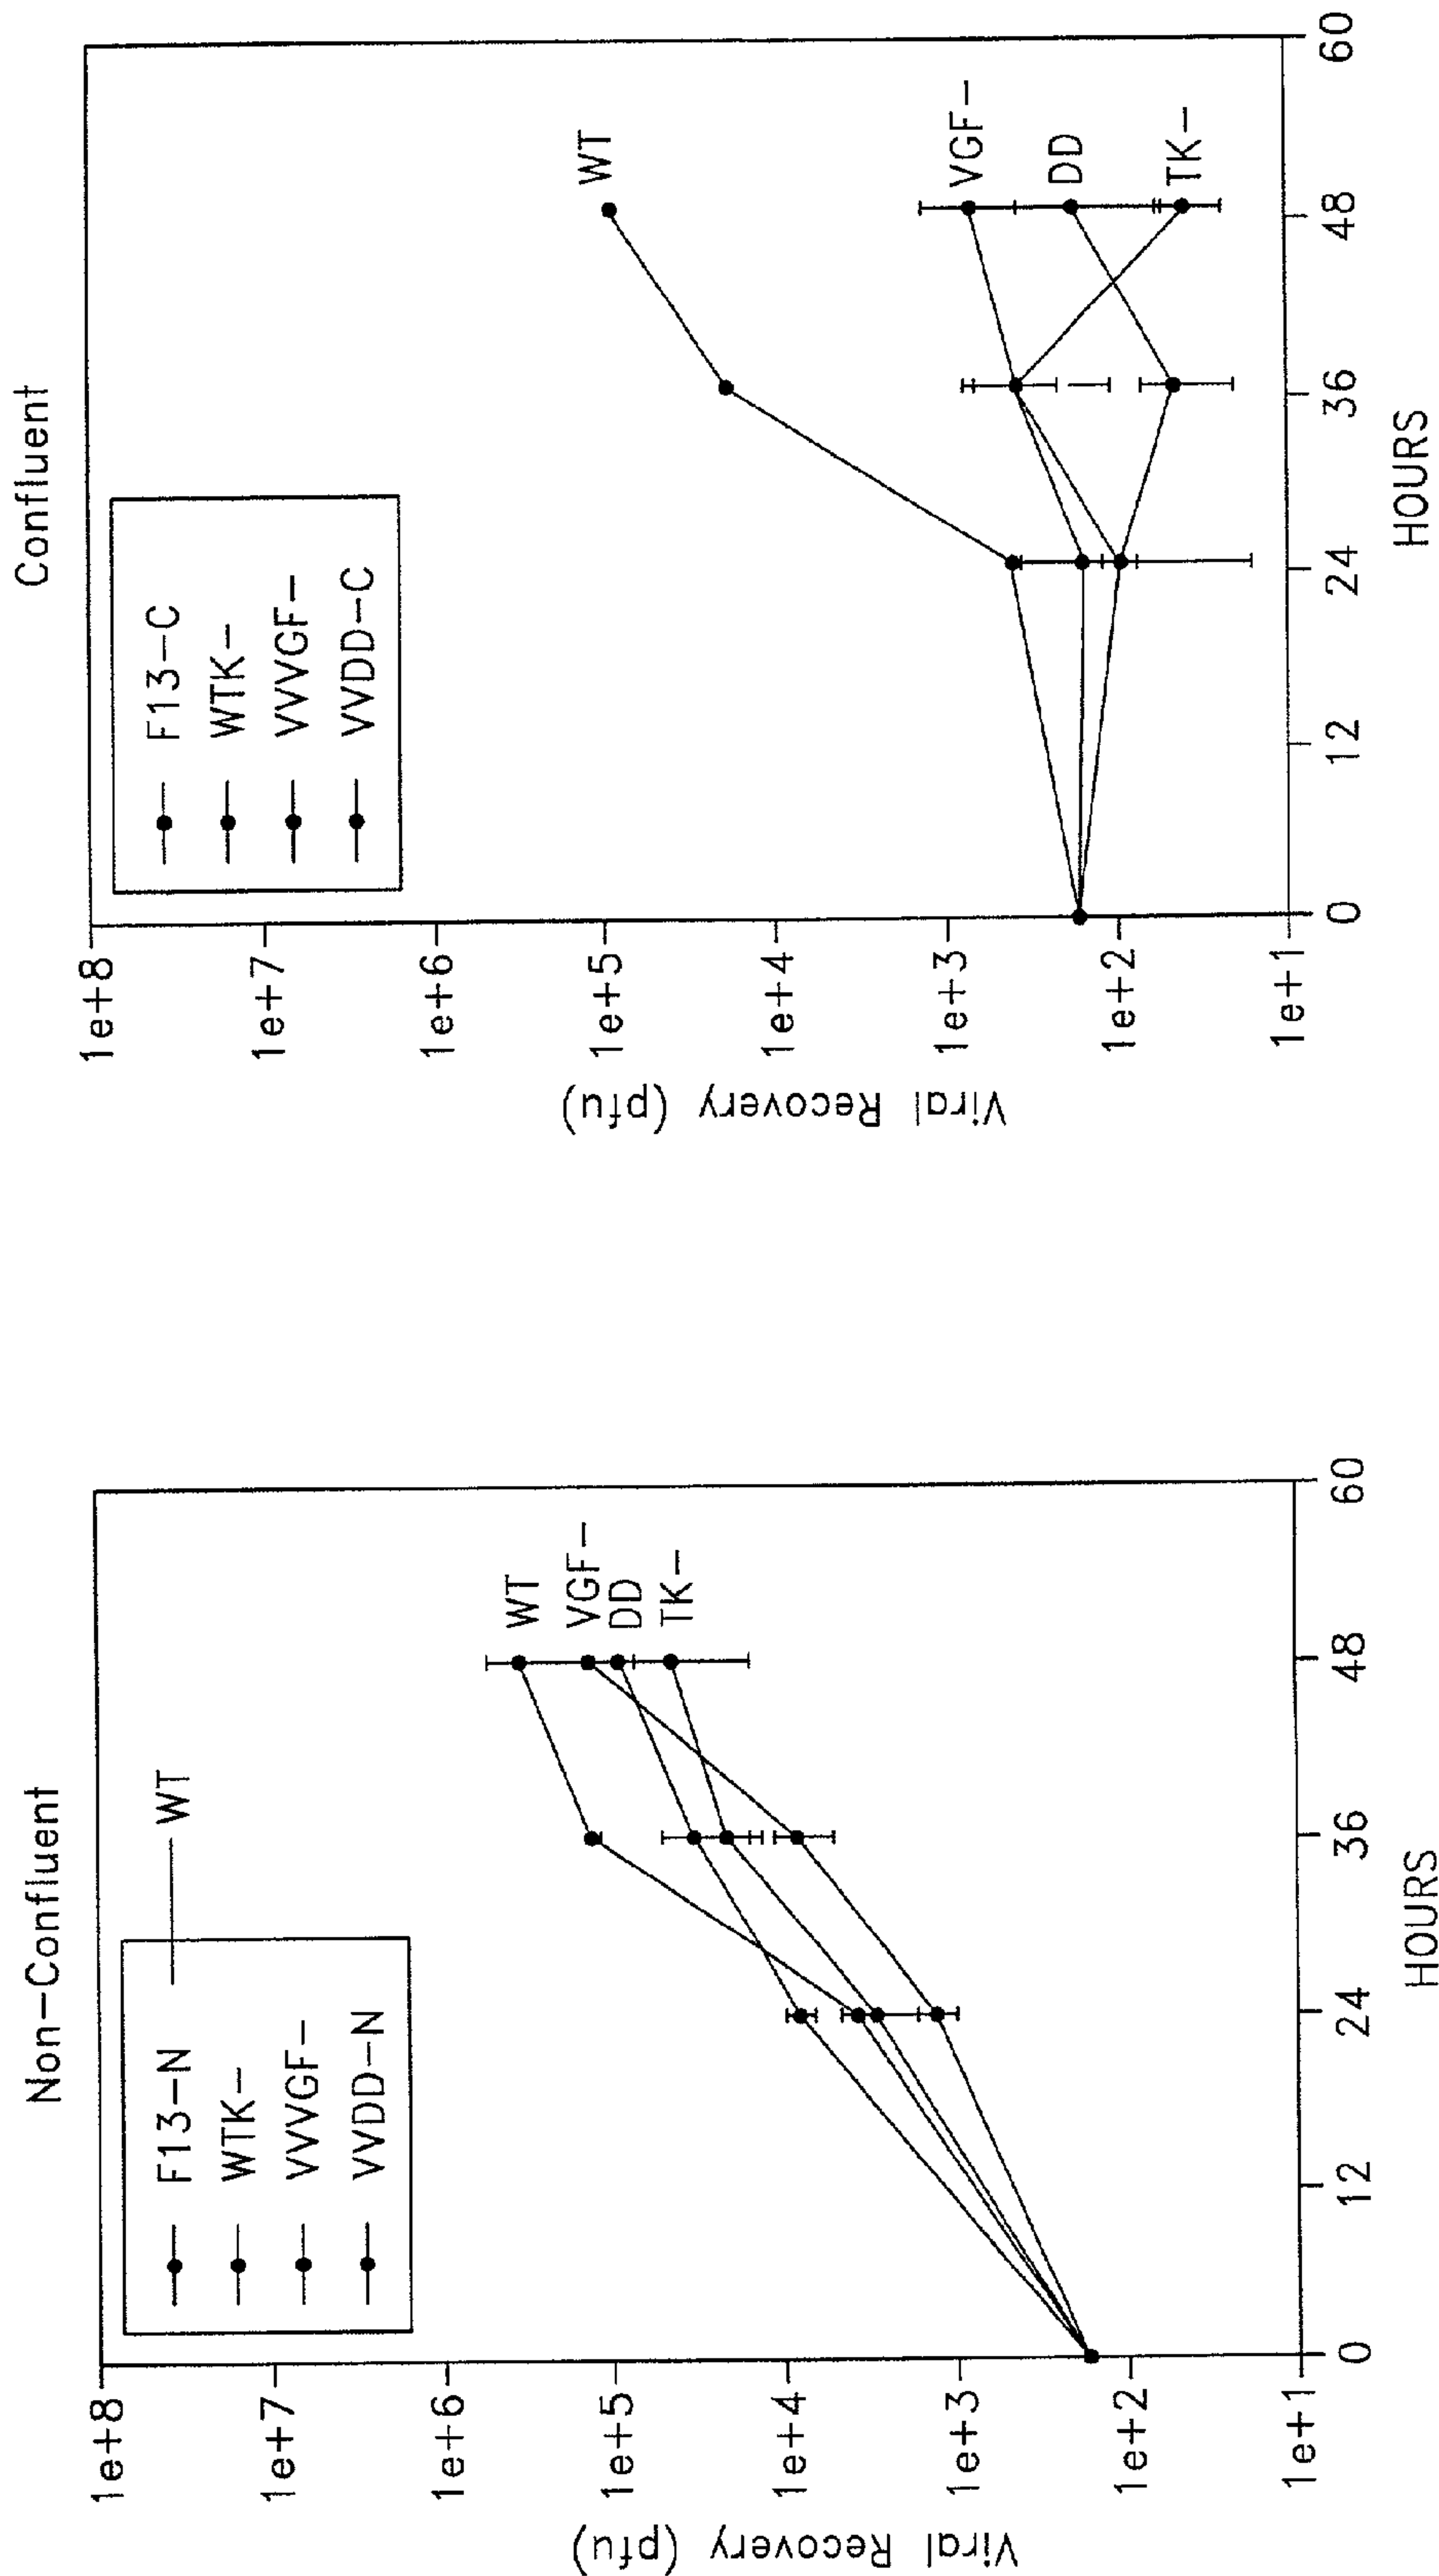 Non-Confluent
F13-N WT
WTK-
VVVGF-
VVDD-N
WT
VGF-
DD
TK-
1e+8
1e+7
1e+6
1e+5
1e+4
1e+3
1e+2
1e+1
Viral Recovery (pfu)
0 12 24 36 48 60
HOURS
Confluent
F13-C
WTK-
VVVGF-
VVDD-C
WT
VGF-
DD
TK-
1e+8
1e+7
1e+6
1e+5
1e+4
1e+3
1e+2
1e+1
Viral Recovery (pfu)
0 12 24 36 48 60
HOURS